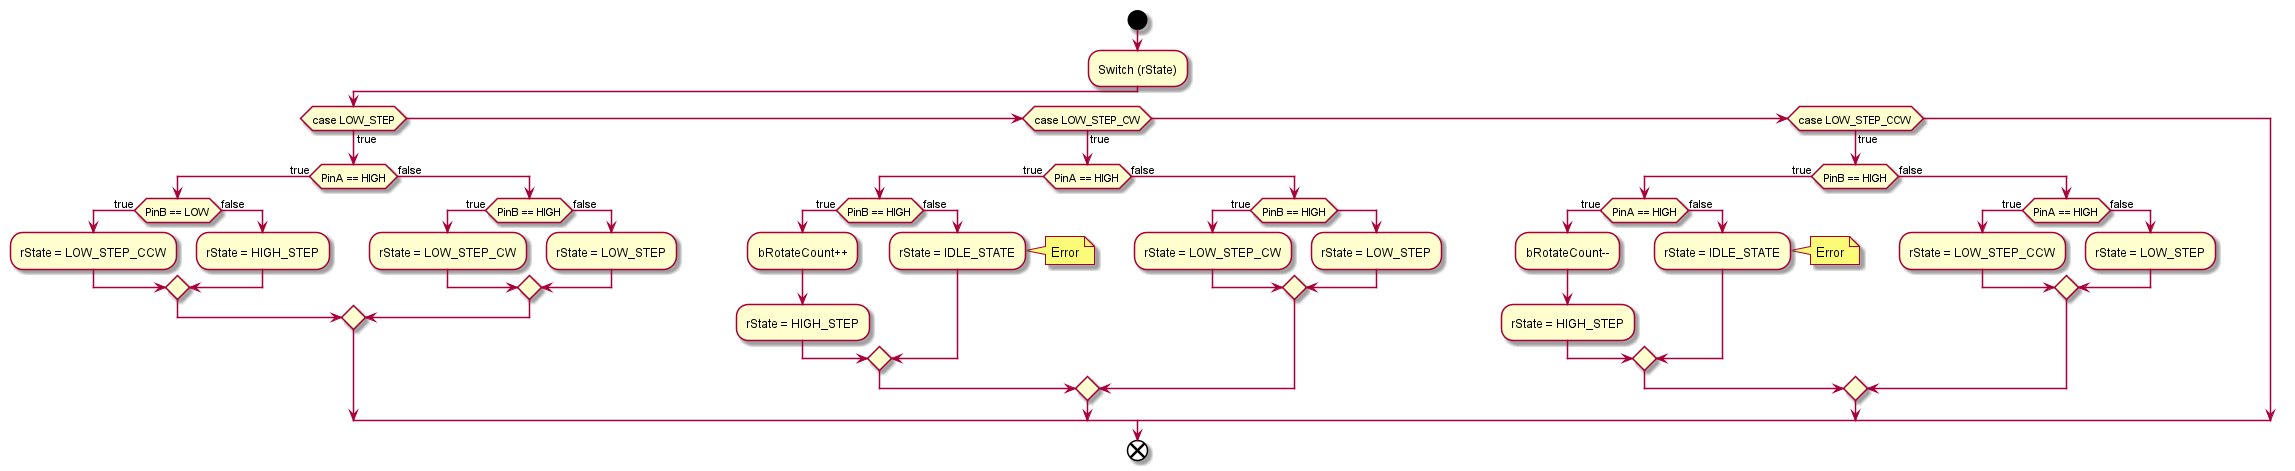 Switch (rState)
case LOW_STEP
true
PinA == HIGH
true
false
PinB == LOW
true
false
rState = LOW_STEP_CCW
rState = HIGH_STEP
PinB == HIGH
true
false
rState = LOW_STEP_CW
rState = LOW_STEP
case LOW_STEP_CW
true
PinA == HIGH
true
false
PinB == HIGH
true
false
bRotateCount++
rState = HIGH_STEP
rState = IDLE_STATE
Error
PinB == HIGH
true
rState = LOW_STEP_CW
rState = LOW_STEP
case LOW_STEP_CCW
true
PinB == HIGH
true
false
PinA == HIGH
true
false
bRotateCount--
rState = HIGH_STEP
rState = IDLE_STATE
Error
PinA == HIGH
true
false
rState = LOW_STEP_CCW
rState = LOW_STEP